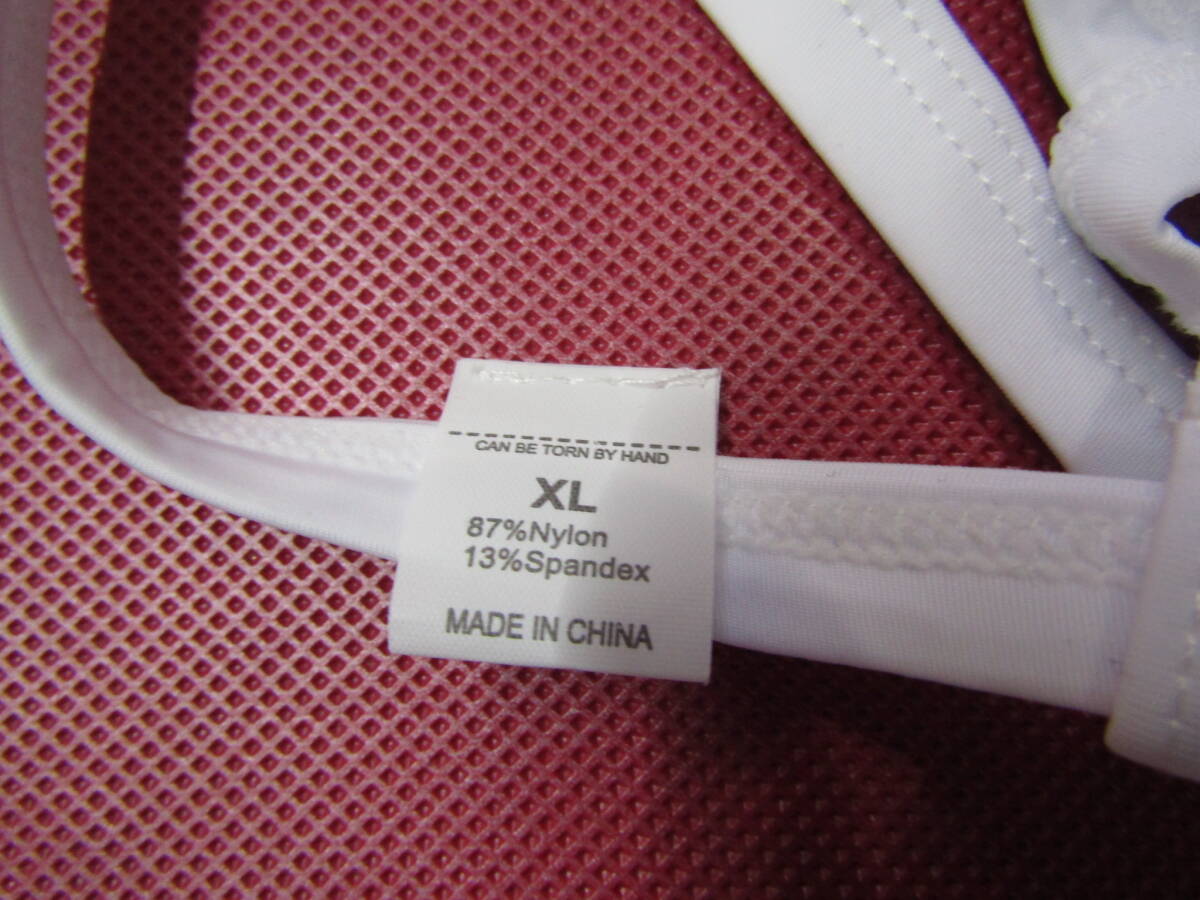 CAN BE TORN BY HAND
XL
87%Nylon
13%Spandex
MADE IN CHINA